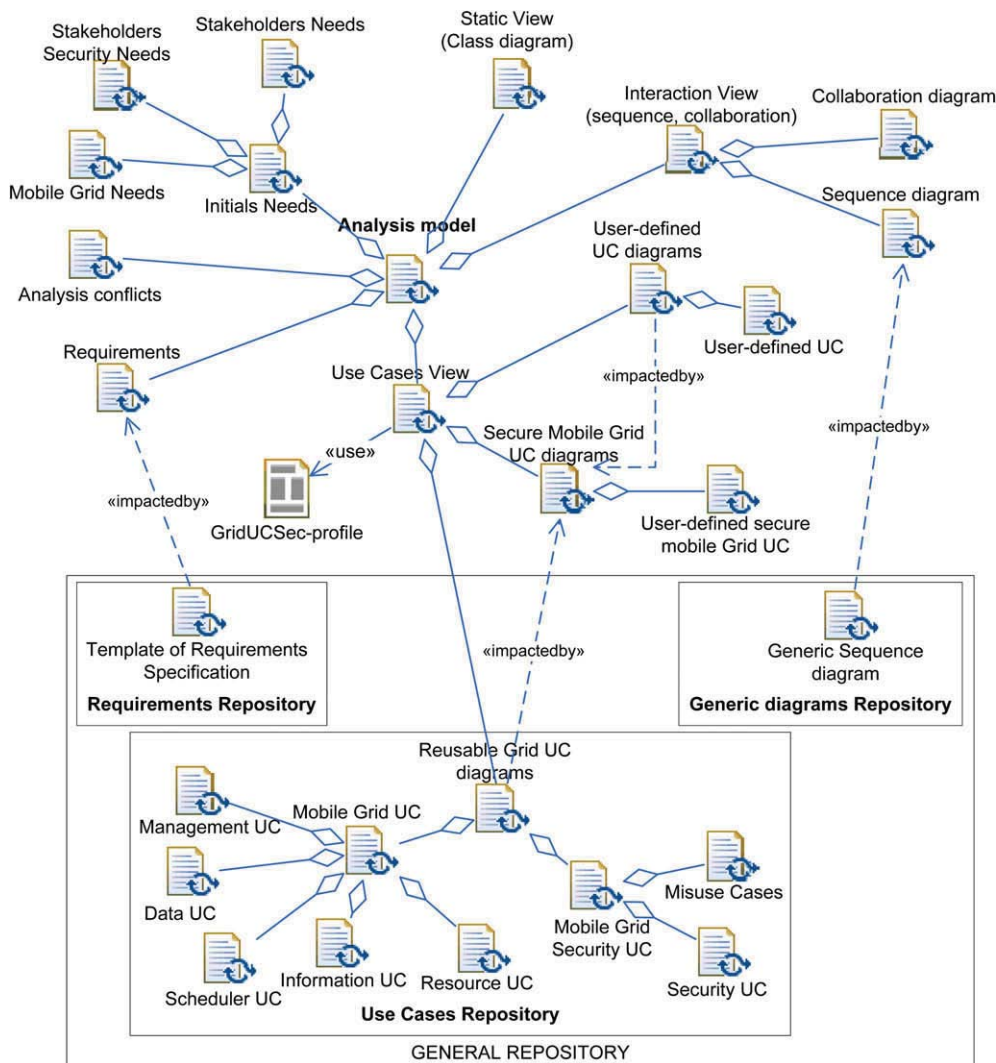 Stakeholders
Security Needs
Stakeholders Needs
Static View
(Class diagram)
Interaction View
(sequence, collaboration)
Collaboration diagram
Mobile Grid Needs
Initials Needs
Sequence diagram
Analysis model
User-defined
UC diagrams
Analysis conflicts
Requirements
User-defined UC
Use Cases View
«impactedby»
«impactedby»
Secure Mobile Grid
UC diagrams
«use»
«impactedby»
GridUCSec-profile
User-defined secure
mobile Grid UC
Template of Requirements
Specification
Requirements Repository
«impactedby»
Generic Sequence
diagram
Generic diagrams Repository
Reusable Grid UC
diagrams
Mobile Grid UC
Management UC
Data UC
Misuse Cases
Mobile Grid
Security UC
Scheduler UC
Information UC
Resource UC
Security UC
Use Cases Repository
GENERAL REPOSITORY